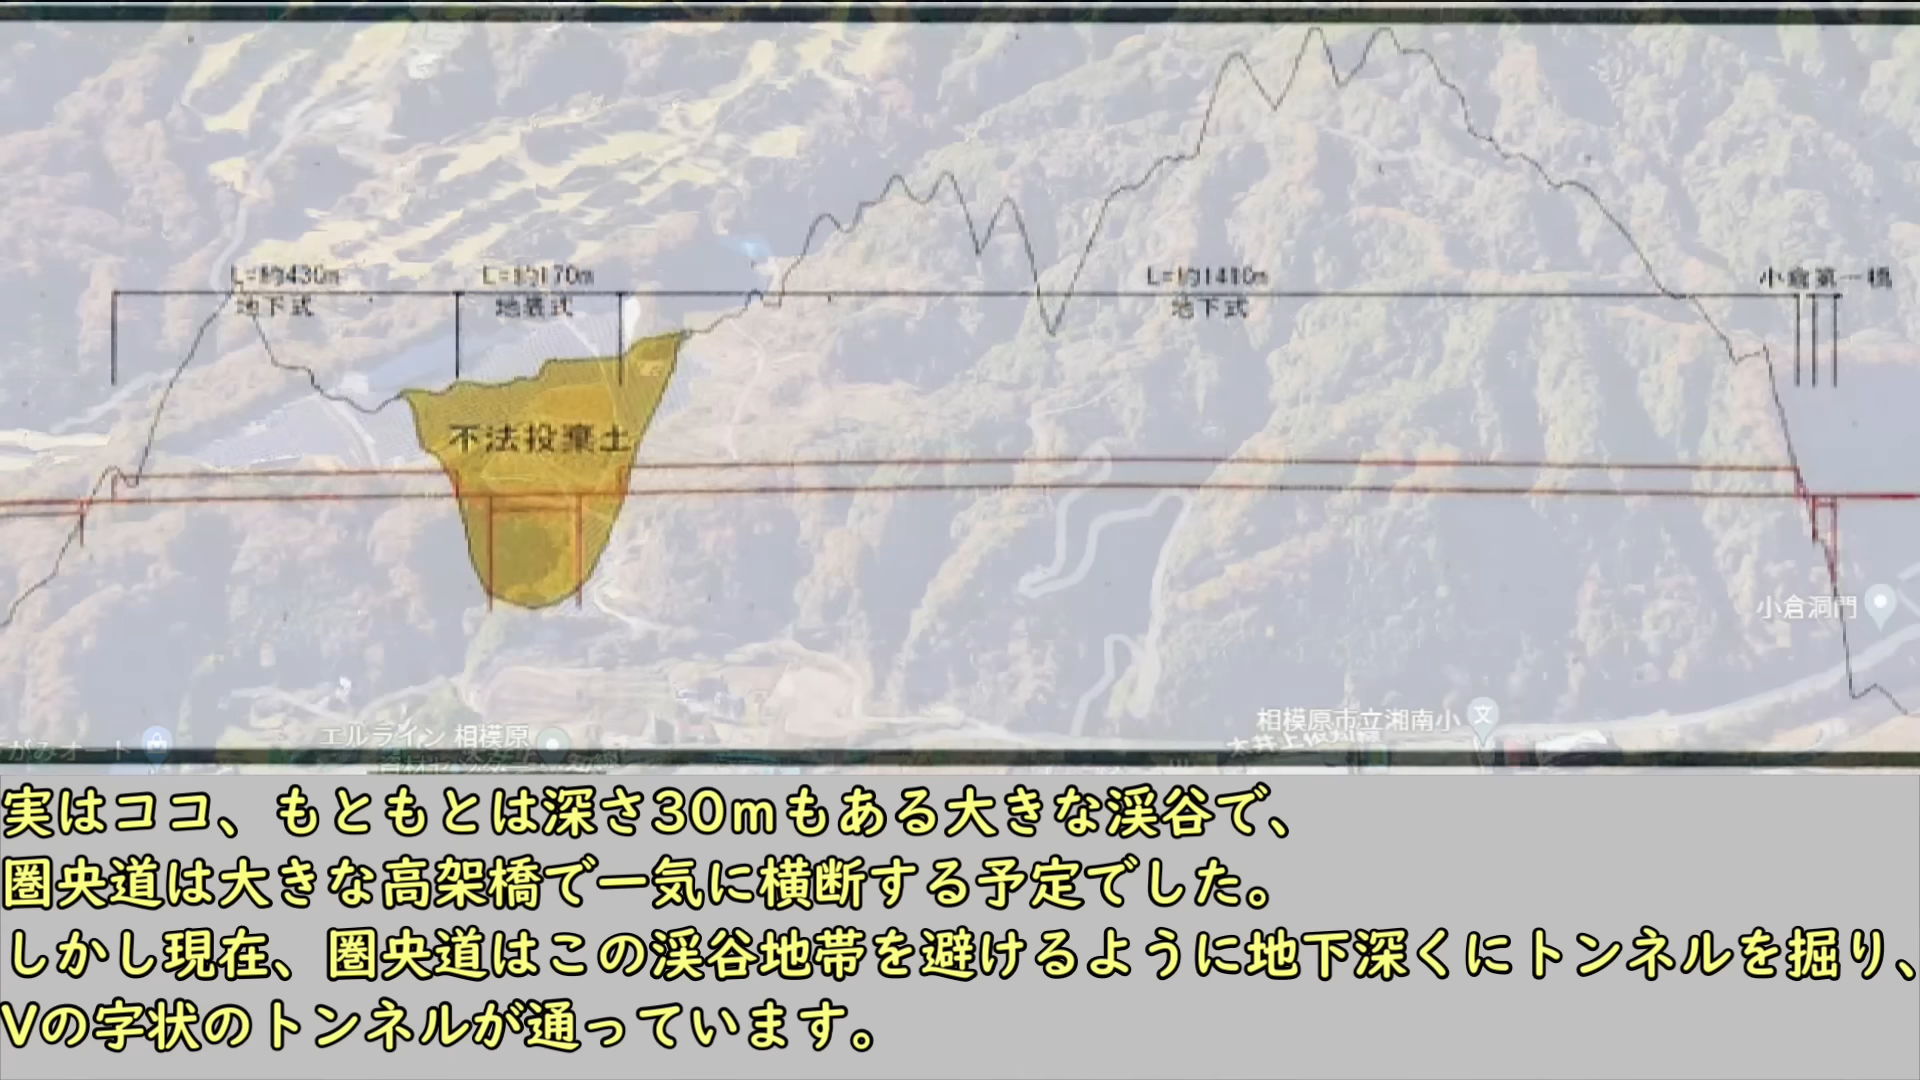 L=約430m
地下式
L=約170m
地表式
L=約1410m
地下式
小倉第一橋
不法投棄土
小倉洞門
相模原市立湘南小
エルライン 相模原
がみオート
実はココ、もともとは深さ30mもある大きな渓谷で、
圏央道は大きな高架橋で一気に横断する予定でした。
しかし現在、圏央道はこの渓谷地帯を避けるように地下深くにトンネルを掘り、
Vの字状のトンネルが通っています。